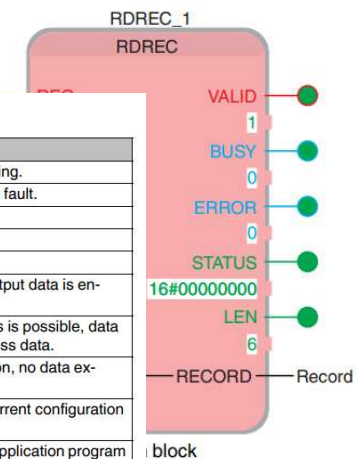 RDREC_1
RDREC
VALID
1
BUSY
0
ERROR
0
STATUS
16#00000000
LEN
6
RECORD
Record
block
ing.
fault.
tput data is en-
s is possible, data
ss data.
on, no data ex-
rrent configuration
pplication program